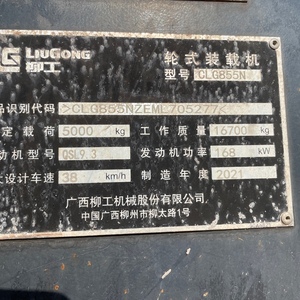 LIUGONG 轮式装载机
柳工 型号 CLGB55N
品识别代码 >CLGB55NZEML705277<
定载荷 5000 kg 工作质量 16700 kg
动机型号 QSL9.3 发动机功率 168 kW
设计车速 38 km/h 制造年度 2021
广西柳工机械股份有限公司
中国广西柳州市柳太路1号